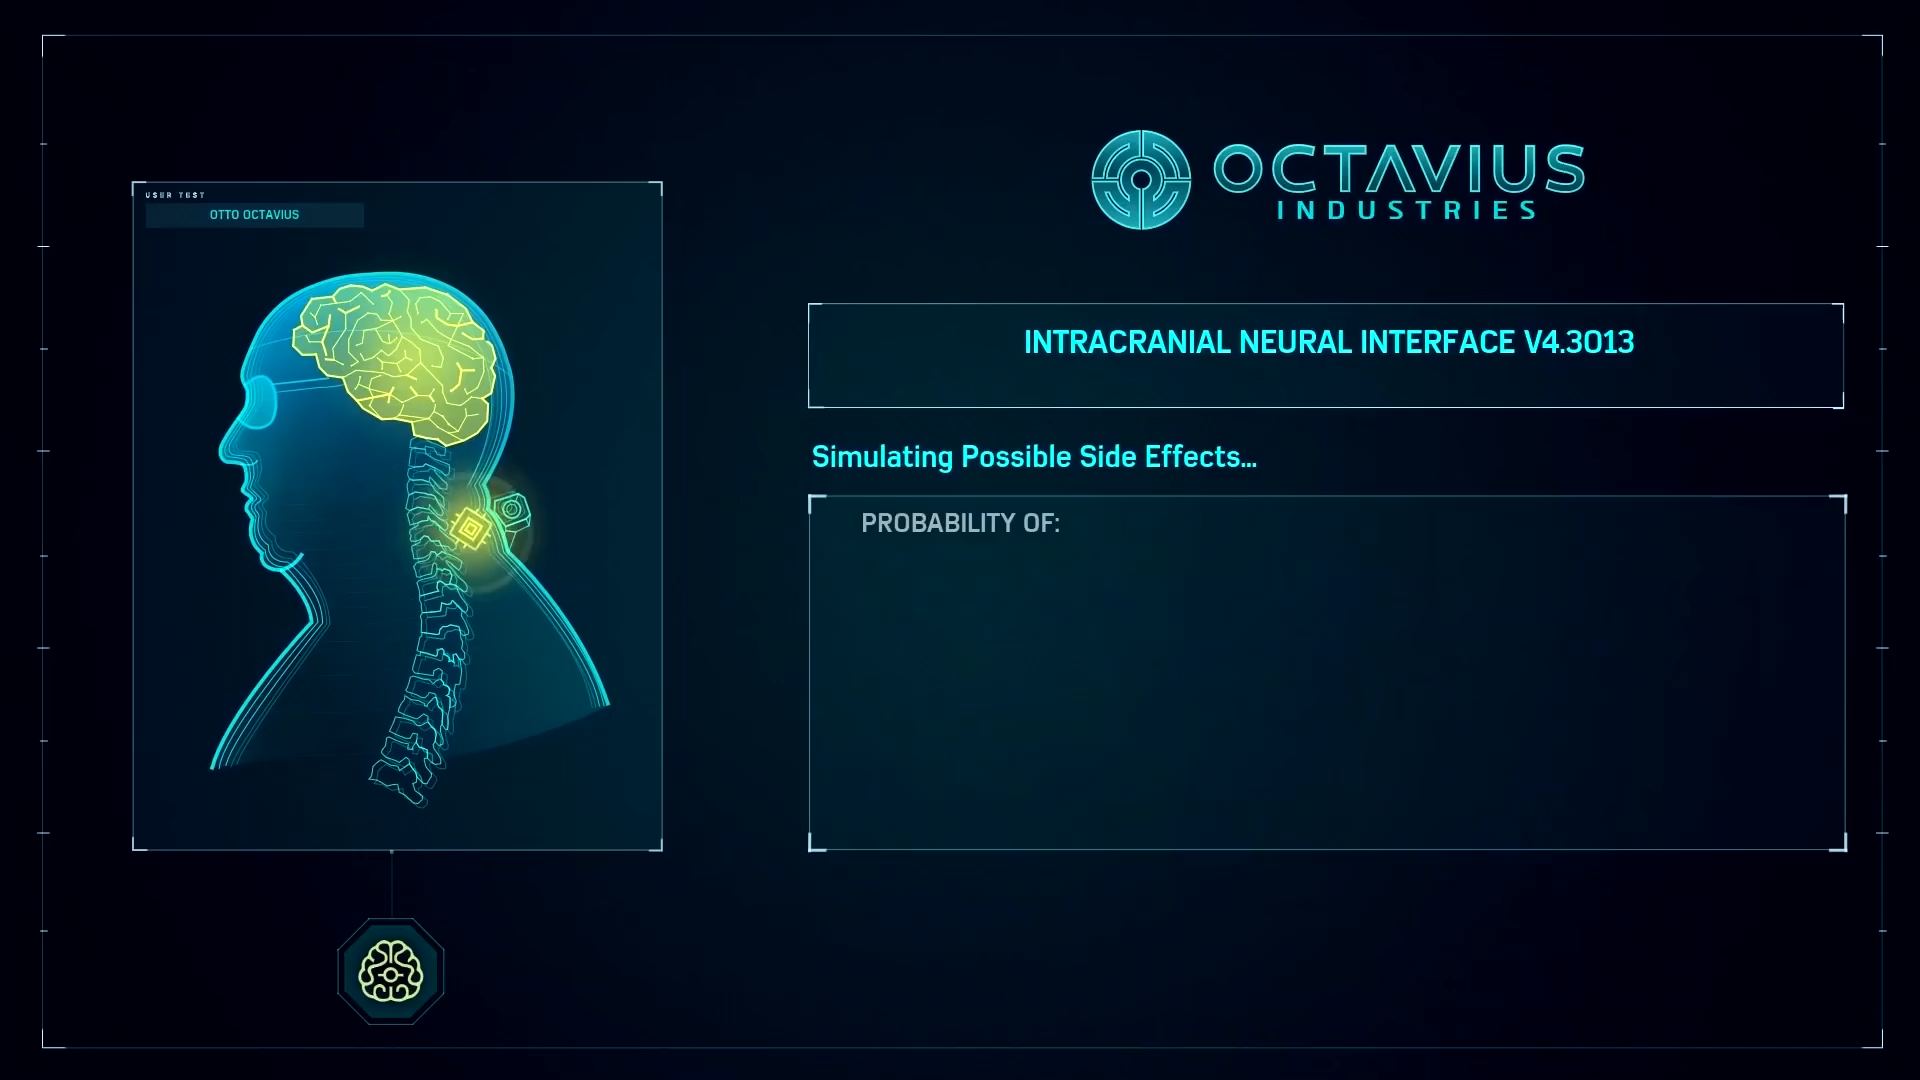 USER TEST
OTTO OCTAVIUS
OCTAVIUS
INDUSTRIES
INTRACRANIAL NEURAL INTERFACE V4.3013
Simulating Possible Side Effects...
PROBABILITY OF: